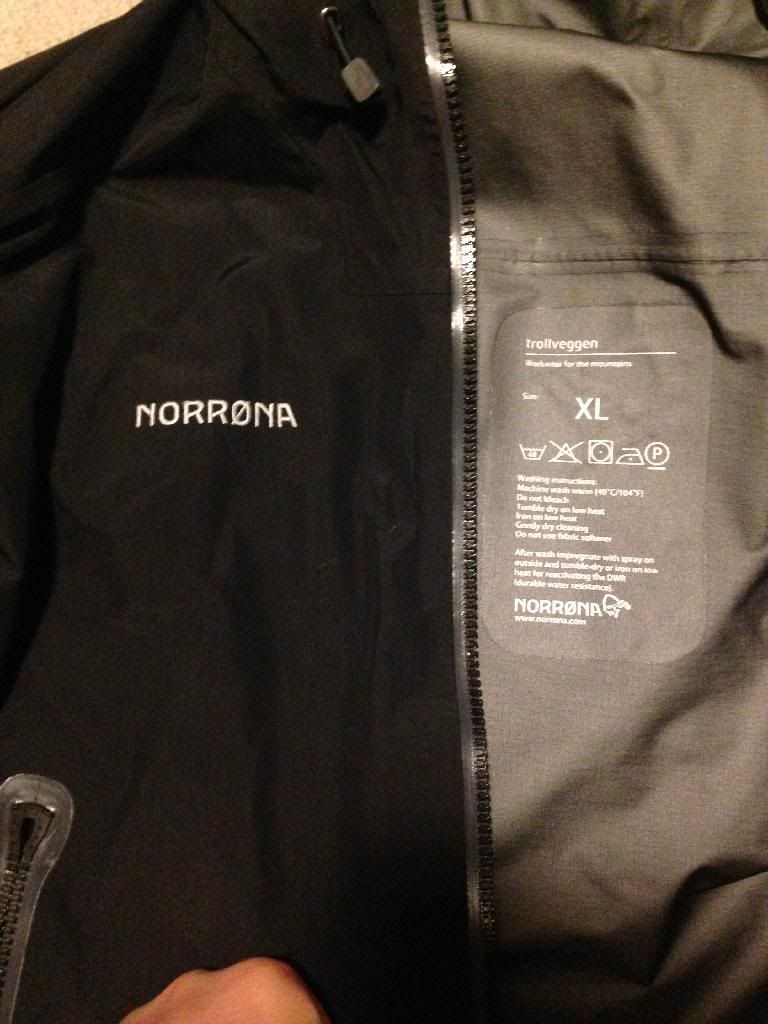 NORRØNA
trollveggen
Workwear for the mountains
Size
XL
40 P
Washing instructions:
Machine wash warm (40°C/104°F)
Do not bleach
Tumble dry on low heat
Iron on low heat
Gently dry cleaning
Do not use fabric softener
After wash impregnate with spray on
outside and tumble-dry or iron on low
heat for reactivating the DWR
(durable water resistance).
NORRØNA
www.norrona.com